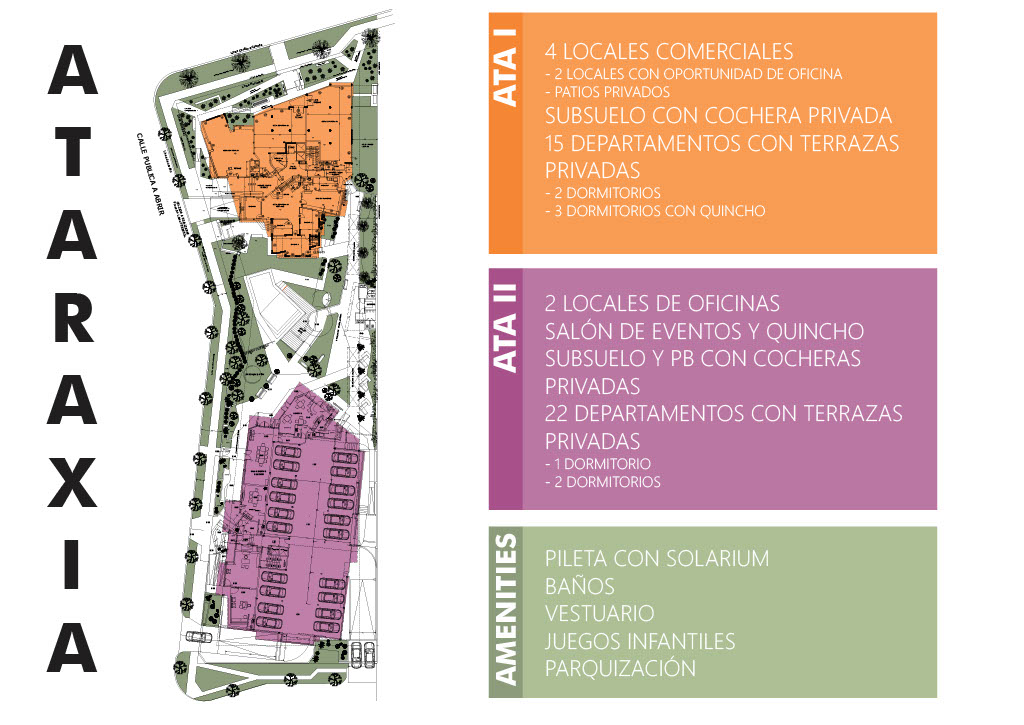 ATARAXIA
CALLE PUBLICA A ABRIR
ATA I
4 LOCALES COMERCIALES
- 2 LOCALES CON OPORTUNIDAD DE OFICINA
- PATIOS PRIVADOS
SUBSUELO CON COCHERA PRIVADA
15 DEPARTAMENTOS CON TERRAZAS
PRIVADAS
- 2 DORMITORIOS
- 3 DORMITORIOS CON QUINCHO
ATA II
2 LOCALES DE OFICINAS
SALÓN DE EVENTOS Y QUINCHO
SUBSUELO Y PB CON COCHERAS
PRIVADAS
22 DEPARTAMENTOS CON TERRAZAS
PRIVADAS
- 1 DORMITORIO
- 2 DORMITORIOS
AMENITIES
PILETA CON SOLARIUM
BAÑOS
VESTUARIO
JUEGOS INFANTILES
PARQUIZACIÓN